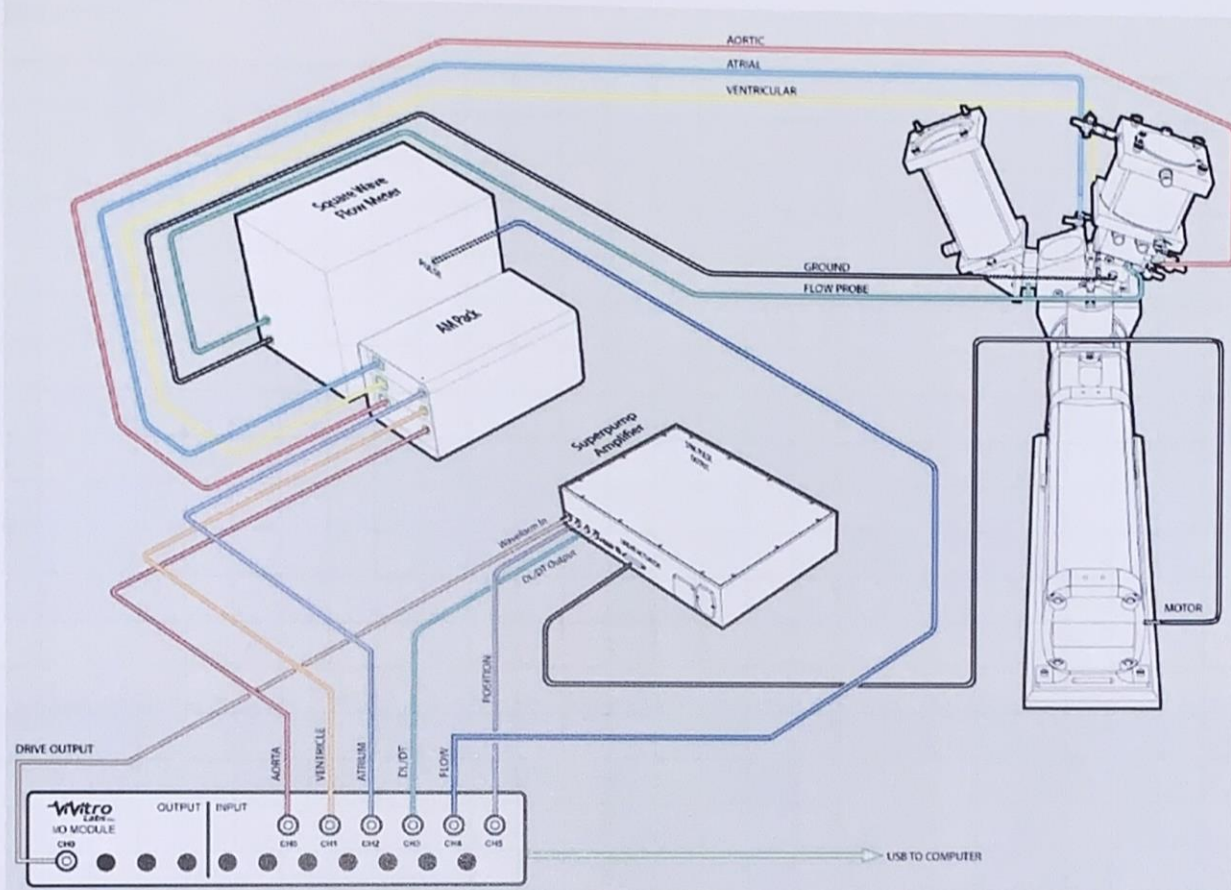 AORTIC
ATRIAL
VENTRICULAR
Square Wave
Flow Meter
GROUND
FLOW PROBE
AM Pack
Superpump
Amplifier
Waveform In
DL/DT Output
MOTOR
POSITION
DRIVE OUTPUT
AORTA
VENTRICLE
ATRIUM
DL/DT
FLOW
ViVitro
Labs Inc.
I/O MODULE
OUTPUT
INPUT
CH0
CH0
CH1
CH2
CH3
CH4
CH5
USB TO COMPUTER